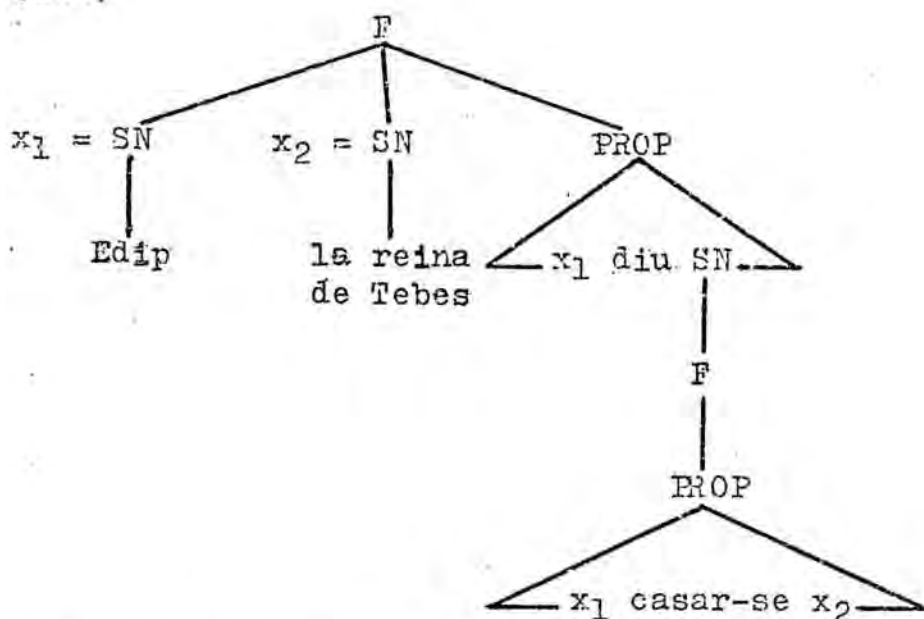 F
x₁ = SN x₂ = SN PROP
Edip la reina x₁ diu SN
de Tebes
F
PROP
x₁ casar-se x₂